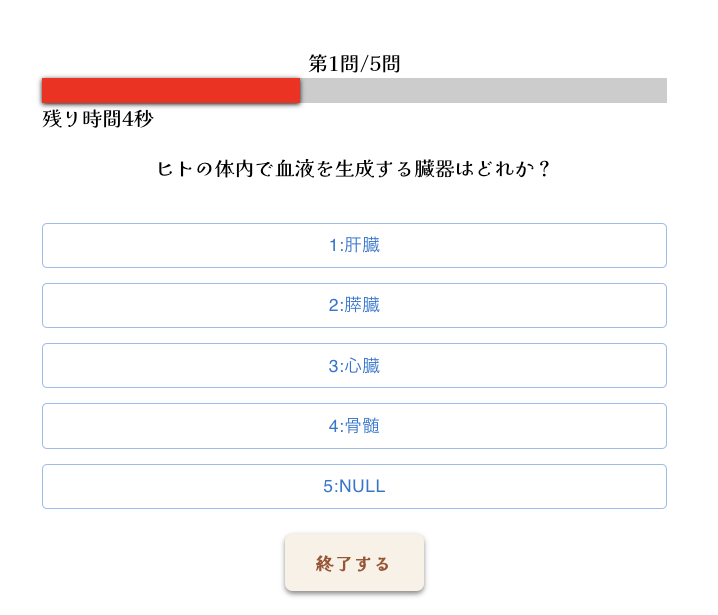 第1問/5問
残り時間4秒
ヒトの体内で血液を生成する臓器はどれか？
1:肝臓
2:膵臓
3:心臓
4:骨髄
5:NULL
終了する